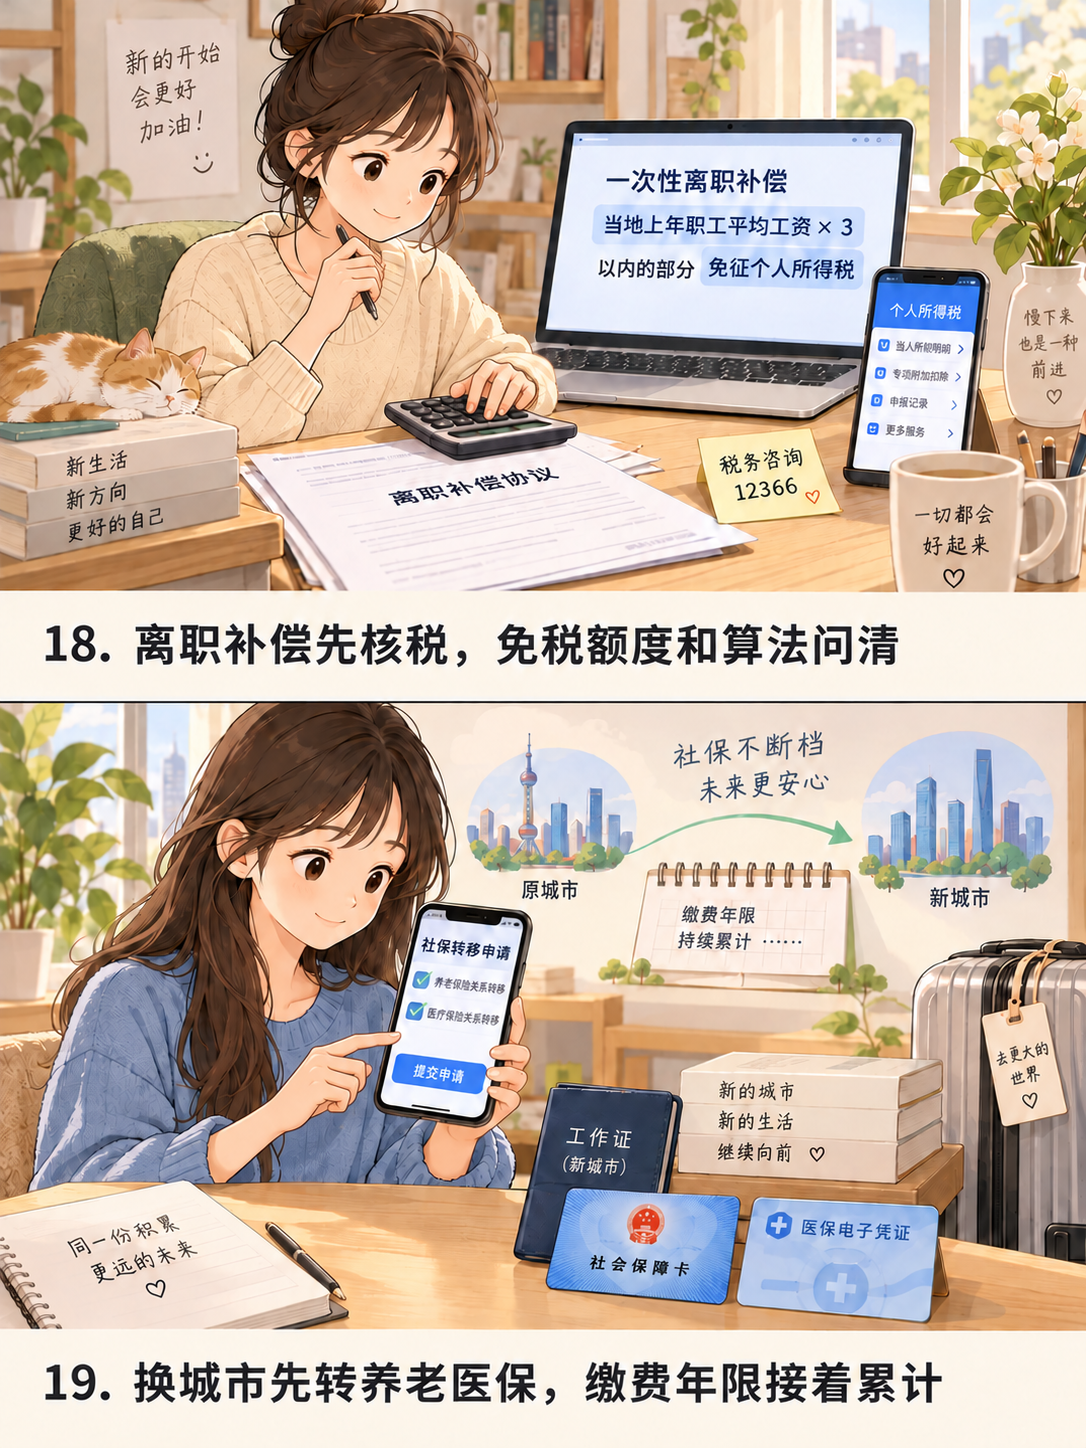 新的开始
会更好
加油!
一次性离职补偿
当地上年职工平均工资 × 3
以内的部分 免征个人所得税
个人所得税
专项附加扣除
申报记录
更多服务
慢下来
也是一种
前进
新生活
新方向
更好的自己
离职补偿协议
税务咨询
12366
一切都会
好起来
18. 离职补偿先核税，免税额度和算法问清
社保不断档
未来更安心
原城市
新城市
缴费年限
持续累计 ……
社保转移申请
养老保险关系转移
医疗保险关系转移
提交申请
去更大的
世界
新的城市
新的生活
继续向前
工作证
(新城市)
社会保障卡
医保电子凭证
同一份积累
更远的未来
19. 换城市先转养老医保，缴费年限接着累计